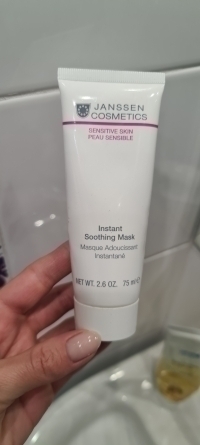 JANSSEN
COSMETICS
SENSITIVE SKIN
PEAU SENSIBLE
Instant
Soothing Mask
Masque Adoucissant
Instantané
NET WT. 2.6 OZ. 75 ml